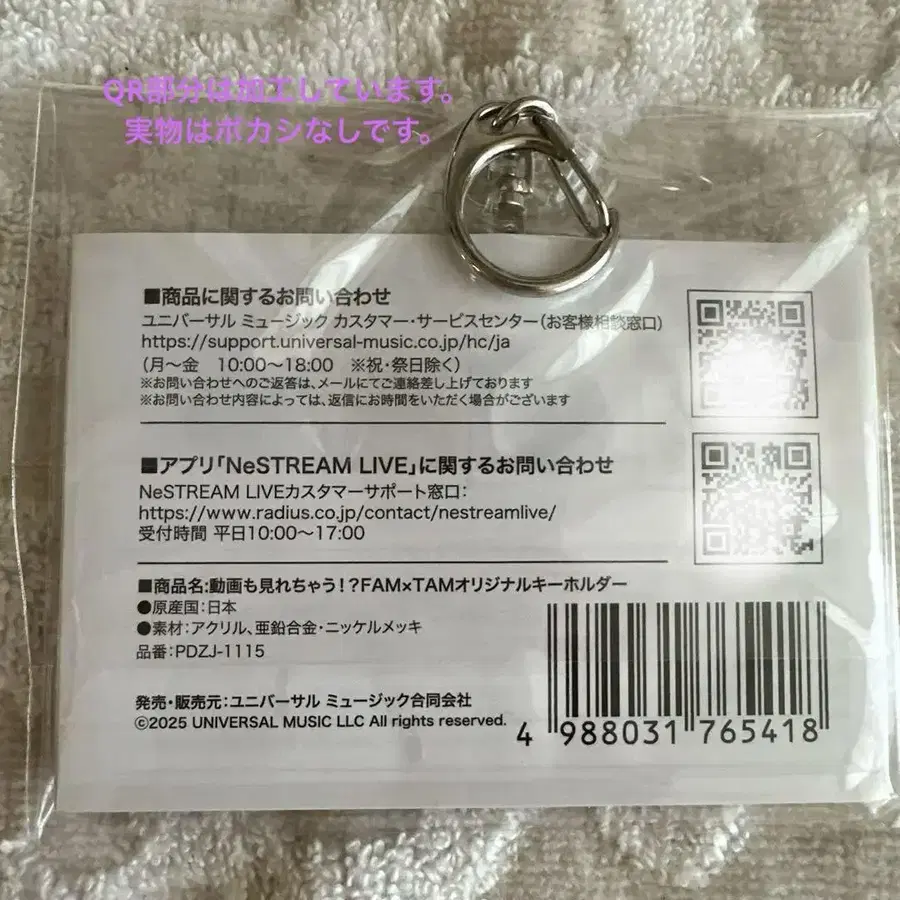 QR部分は加工しています。
実物はボカシなしです。
■商品に関するお問い合わせ
ユニバーサル ミュージック カスタマー・サービスセンター(お客様相談窓口)
https://support.universal-music.co.jp/hc/ja
(月～金　10:00～18:00　※祝・祭日除く)
※お問い合わせへのご返答は、メールにてご連絡差し上げております
※お問い合わせ内容によっては、返信にお時間をいただく場合がございます
■アプリ「NeSTREAM LIVE」に関するお問い合わせ
NeSTREAM LIVEカスタマーサポート窓口:
https://www.radius.co.jp/contact/nestreamlive/
受付時間 平日10:00～17:00
■商品名:動画も見れちゃう！?FAM×TAMオリジナルキーホルダー
●原産国:日本
●素材:アクリル、亜鉛合金・ニッケルメッキ
品番:PDZJ-1115
発売・販売元:ユニバーサル ミュージック合同会社
©2025 UNIVERSAL MUSIC LLC All rights reserved.
4 988031 765418